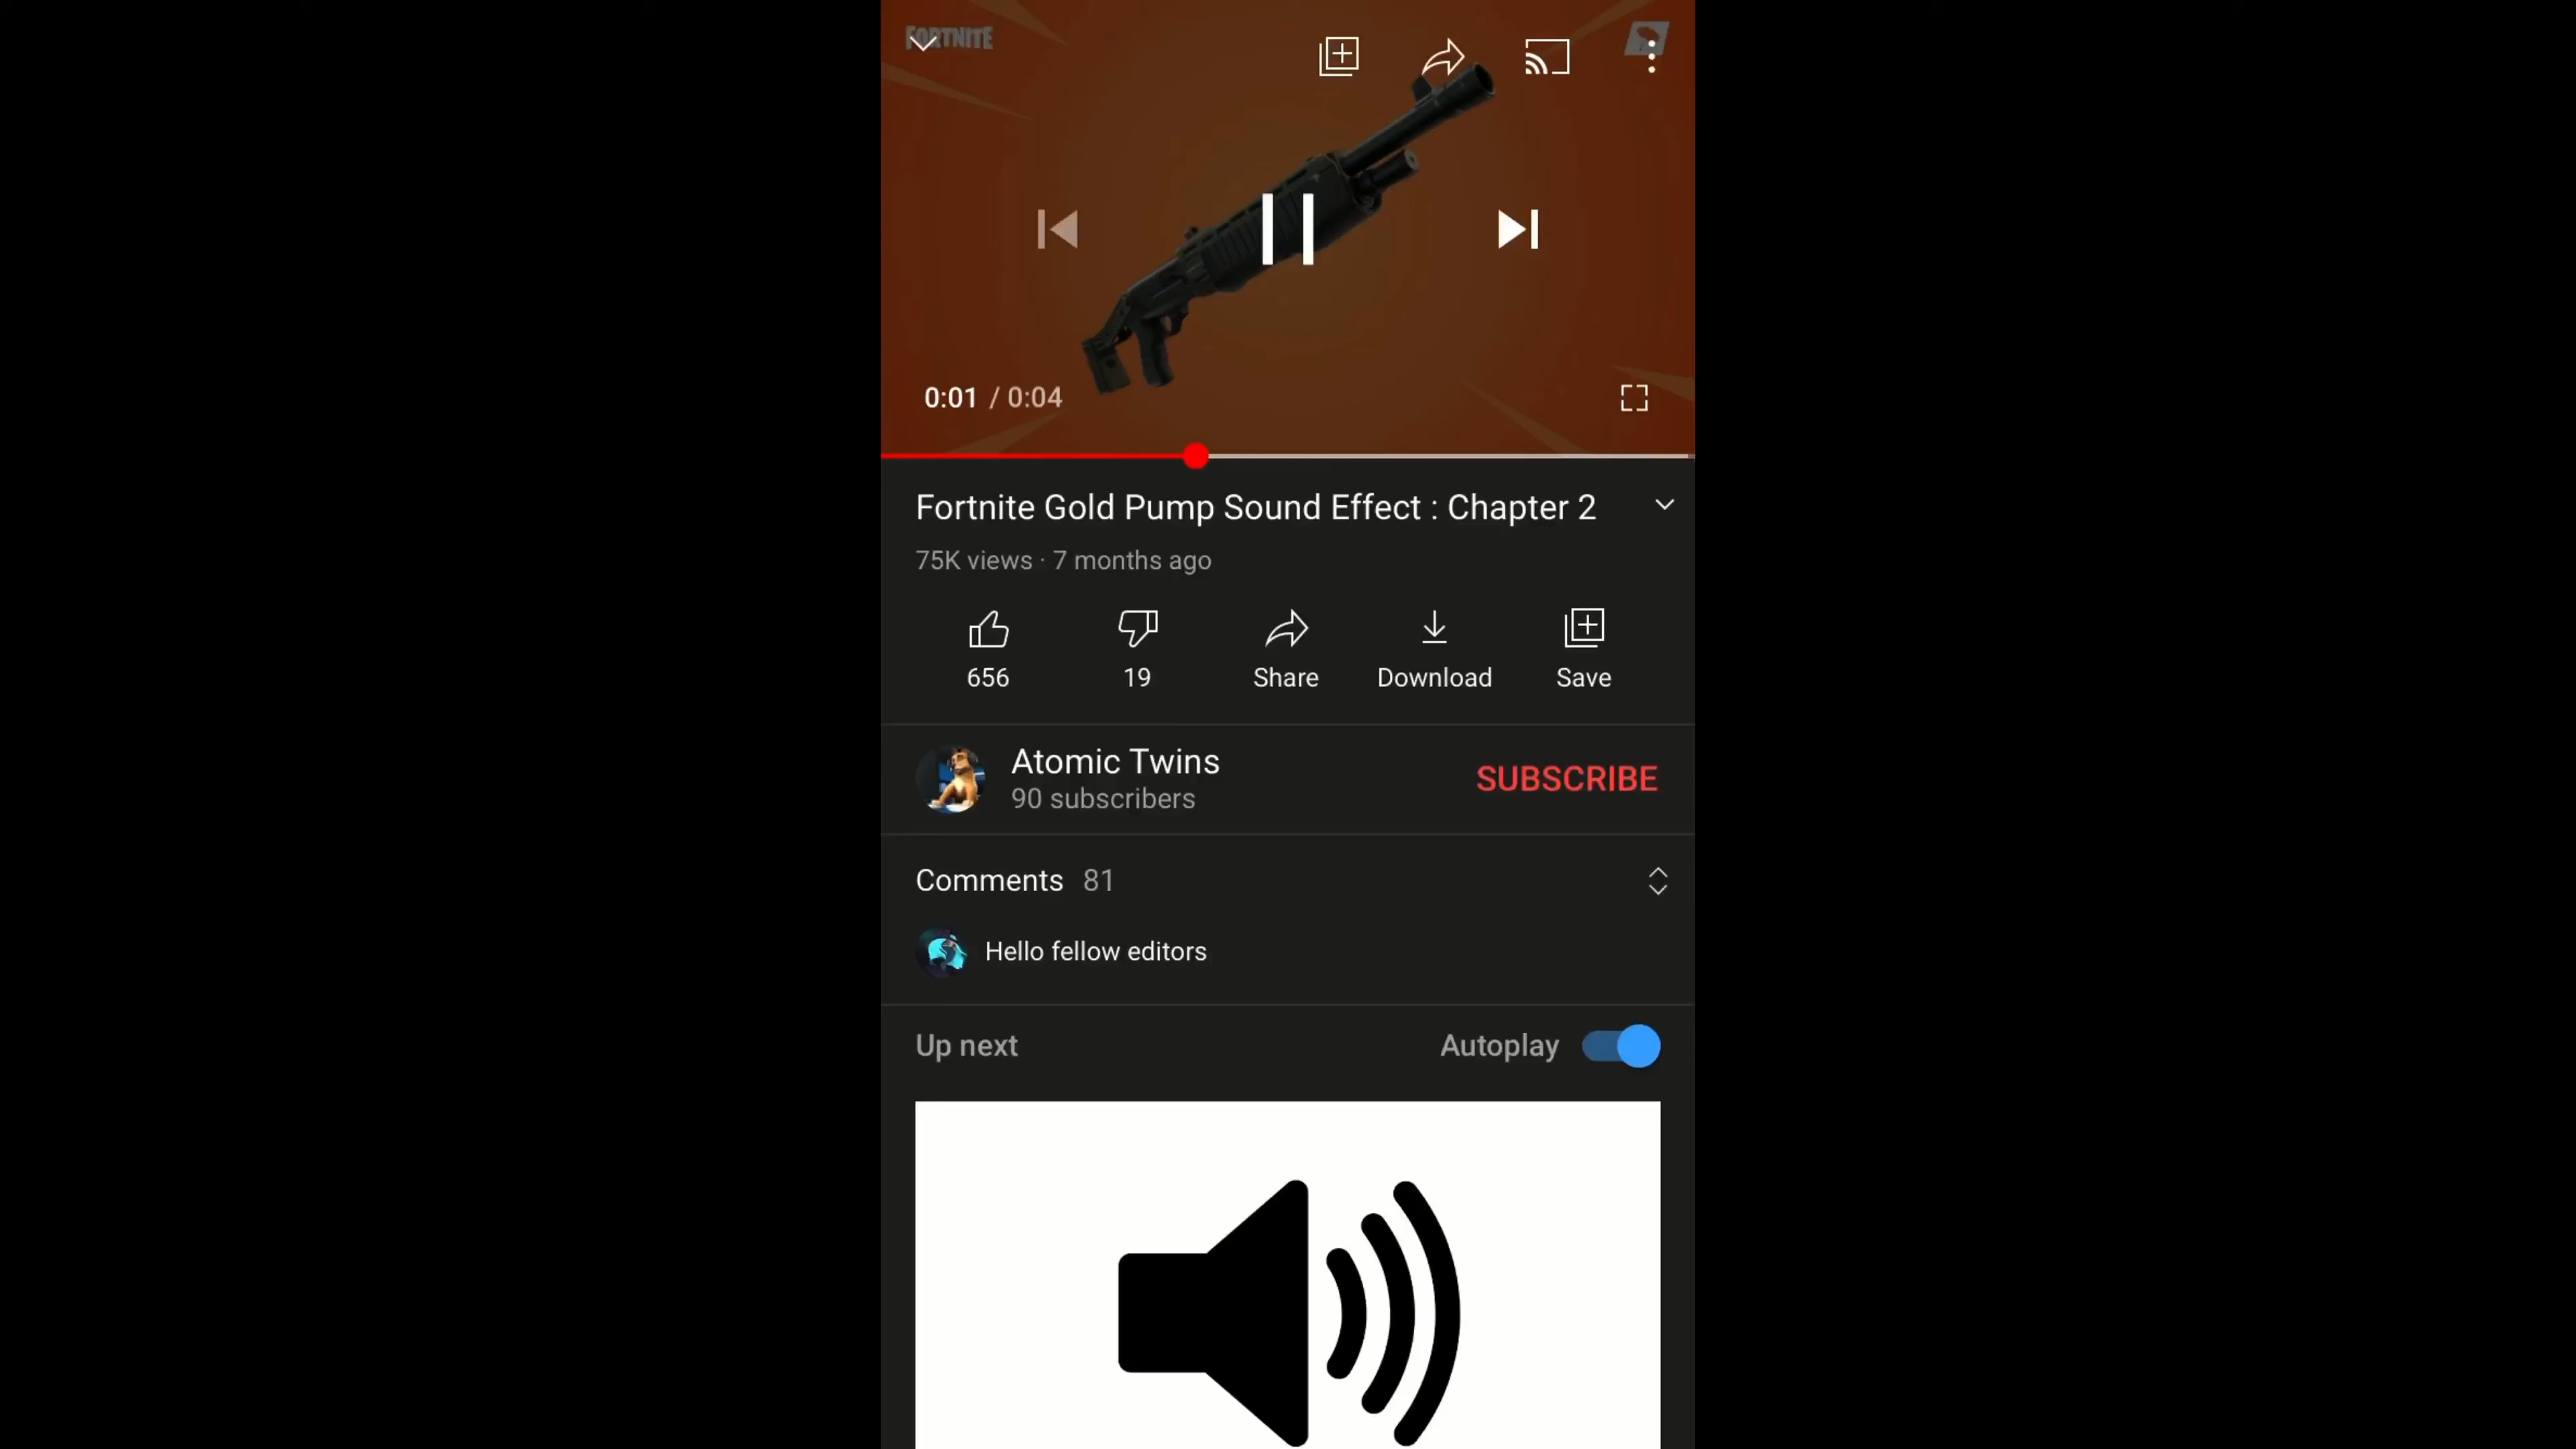 FORTNITE
0:01 / 0:04
Fortnite Gold Pump Sound Effect : Chapter 2
75K views · 7 months ago
656
19
Share
Download
Save
Atomic Twins
90 subscribers
SUBSCRIBE
Comments 81
Hello fellow editors
Up next
Autoplay